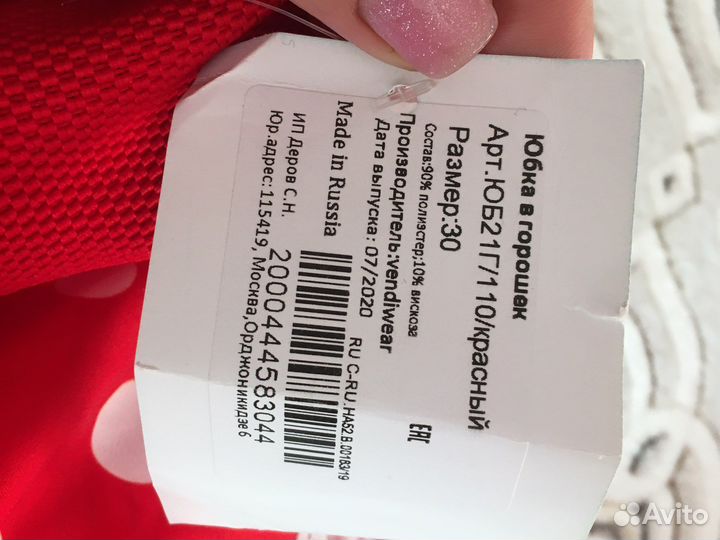 Юбка в горошек
Арт.ЮБ21Г/110/красный
Размер:30
Состав:90% полиэстер;10% вискоза
Производитель:vendiwear
Дата выпуска: 07/2020
EAC
RU C-RU.HA52.B.00183/19
Made in Russia
2000444583044
ИП Деров С.Н.
Юр.адрес:115419, Москва,Орджоникидзе 6
5
Avito